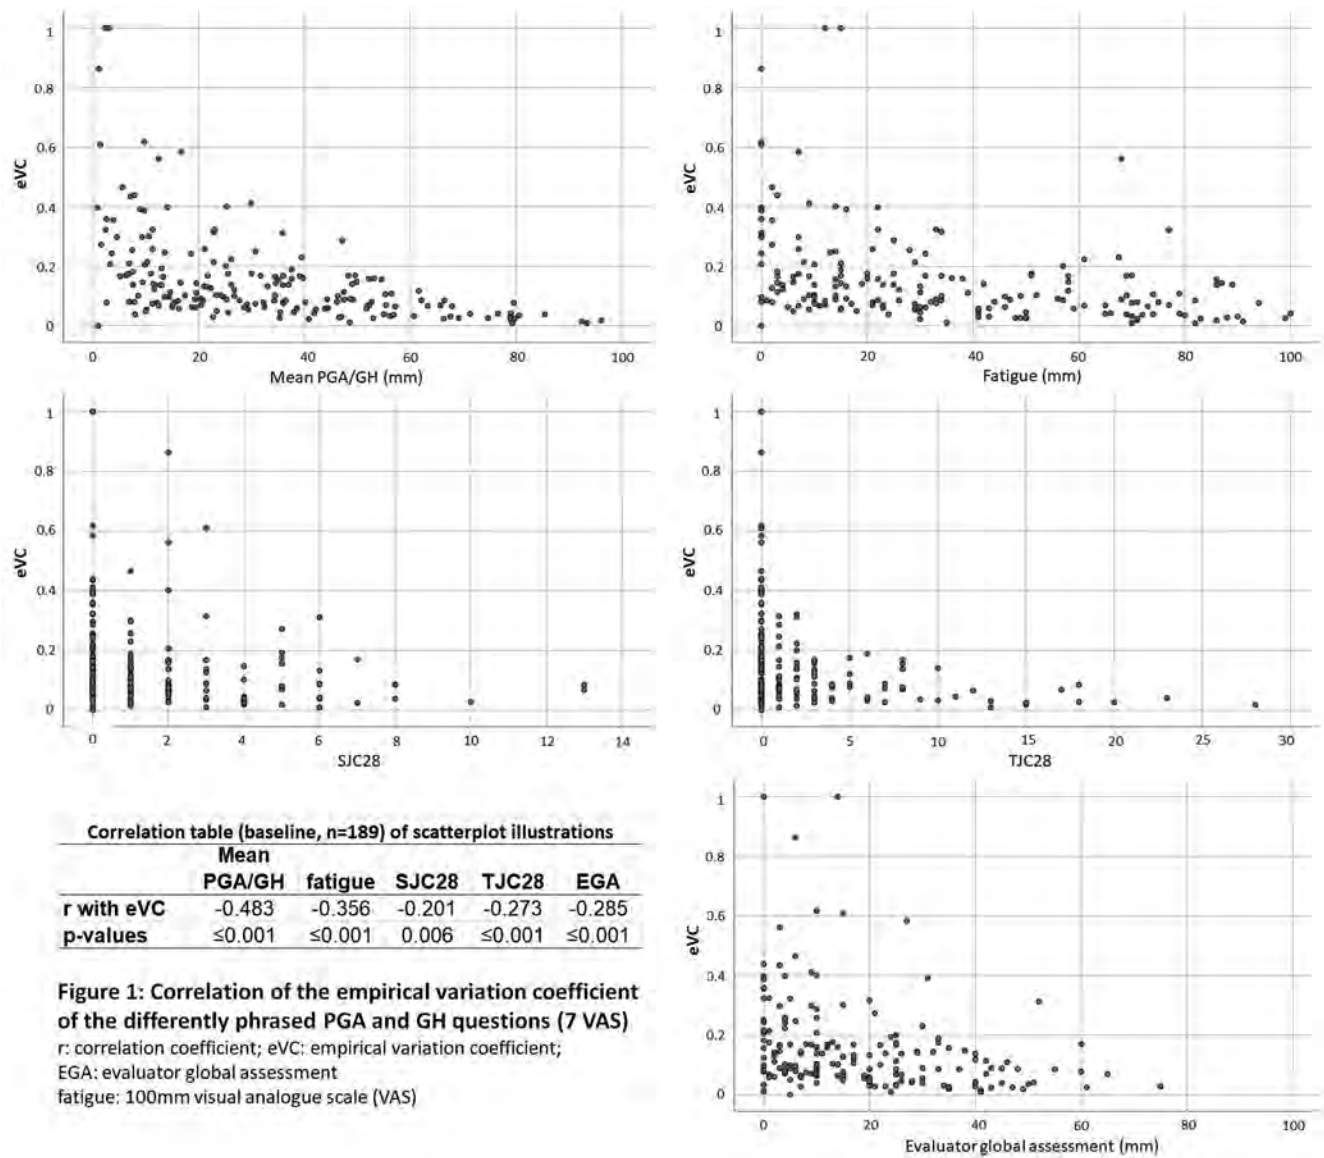 1
0.8
0.6
0.4
0.2
0
eVC
0 20 40 60 80 100
Mean PGA/GH (mm)
1
0.8
0.6
0.4
0.2
0
eVC
0 20 40 60 80 100
Fatigue (mm)
1
0.8
0.6
0.4
0.2
0
eVC
0 2 4 6 8 10 12 14
SJC28
1
0.8
0.6
0.4
0.2
0
eVC
0 5 10 15 20 25 30
TJC28
Correlation table (baseline, n=189) of scatterplot illustrations
Mean
PGA/GH fatigue SJC28 TJC28 EGA
r with eVC -0.483 -0.356 -0.201 -0.273 -0.285
p-values ≤0.001 ≤0.001 0.006 ≤0.001 ≤0.001
Figure 1: Correlation of the empirical variation coefficient
of the differently phrased PGA and GH questions (7 VAS)
r: correlation coefficient; eVC: empirical variation coefficient;
EGA: evaluator global assessment
fatigue: 100mm visual analogue scale (VAS)
1
0.8
0.6
0.4
0.2
0
eVC
0 20 40 60 80 100
Evaluator global assessment (mm)